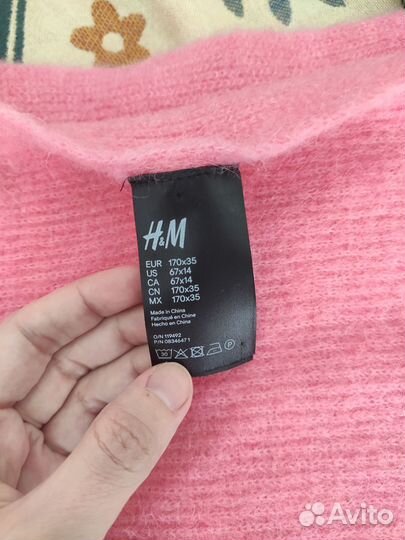 H&M
EUR 170x35
US 67x14
CA 67x14
CN 170x35
MX 170x35
Made in China
Fabriqué en Chine
Hecho en China
O/N 119492
P/N 0834647 1
30 P
Avito